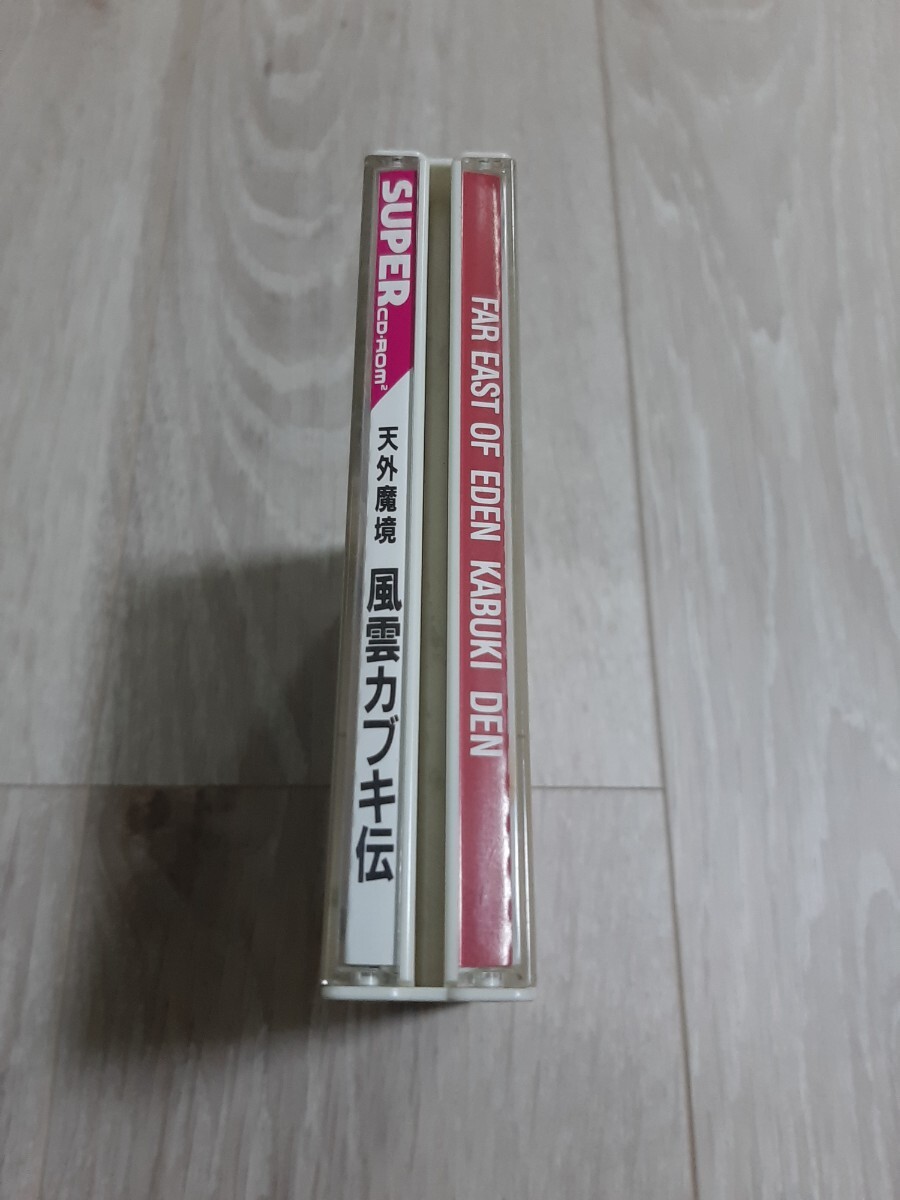 SUPER
CD-ROM²
天外魔境
風雲カブキ伝
FAR EAST OF EDEN KABUKI DEN